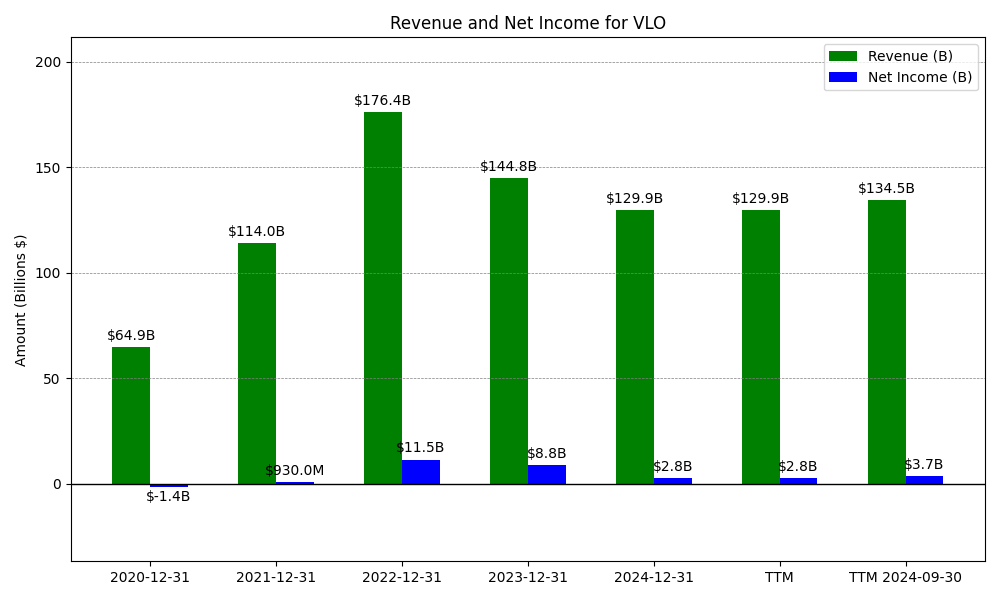 Revenue and Net Income for VLO
Revenue (B)
Net Income (B)
Amount (Billions $)
200
150
100
50
0
$64.9B
$-1.4B
$114.0B
$930.0M
$176.4B
$11.5B
$144.8B
$8.8B
$129.9B
$2.8B
$129.9B
$2.8B
$134.5B
$3.7B
2020-12-31
2021-12-31
2022-12-31
2023-12-31
2024-12-31
TTM
TTM 2024-09-30